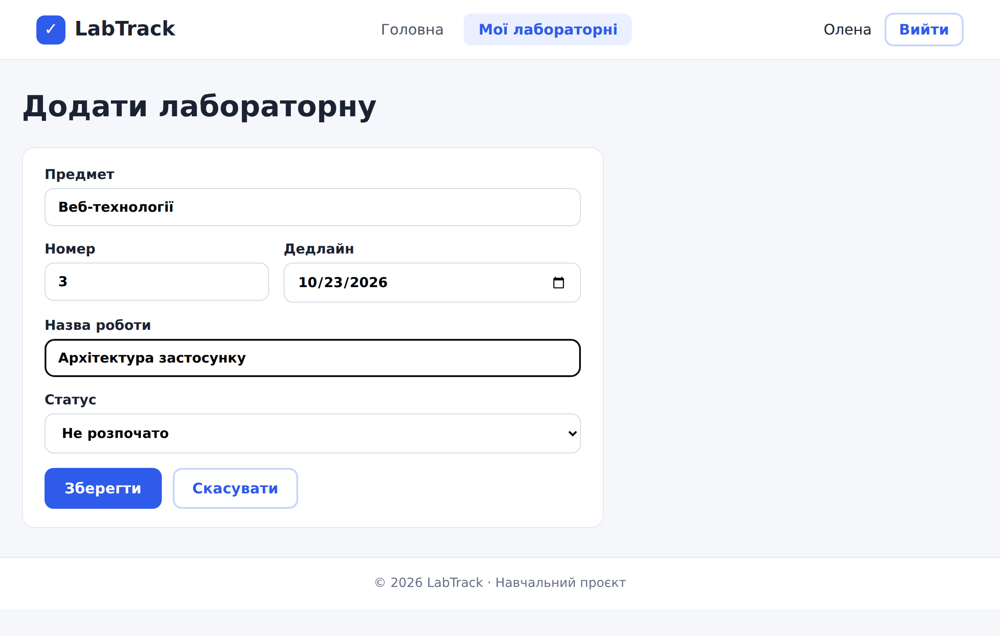 ✓ LabTrack Головна Мої лабораторні Олена Вийти
Додати лабораторну
Предмет
Веб-технології
Номер Дедлайн
3 10/23/2026
Назва роботи
Архітектура застосунку
Статус
Не розпочато
Зберегти Скасувати
© 2026 LabTrack · Навчальний проєкт